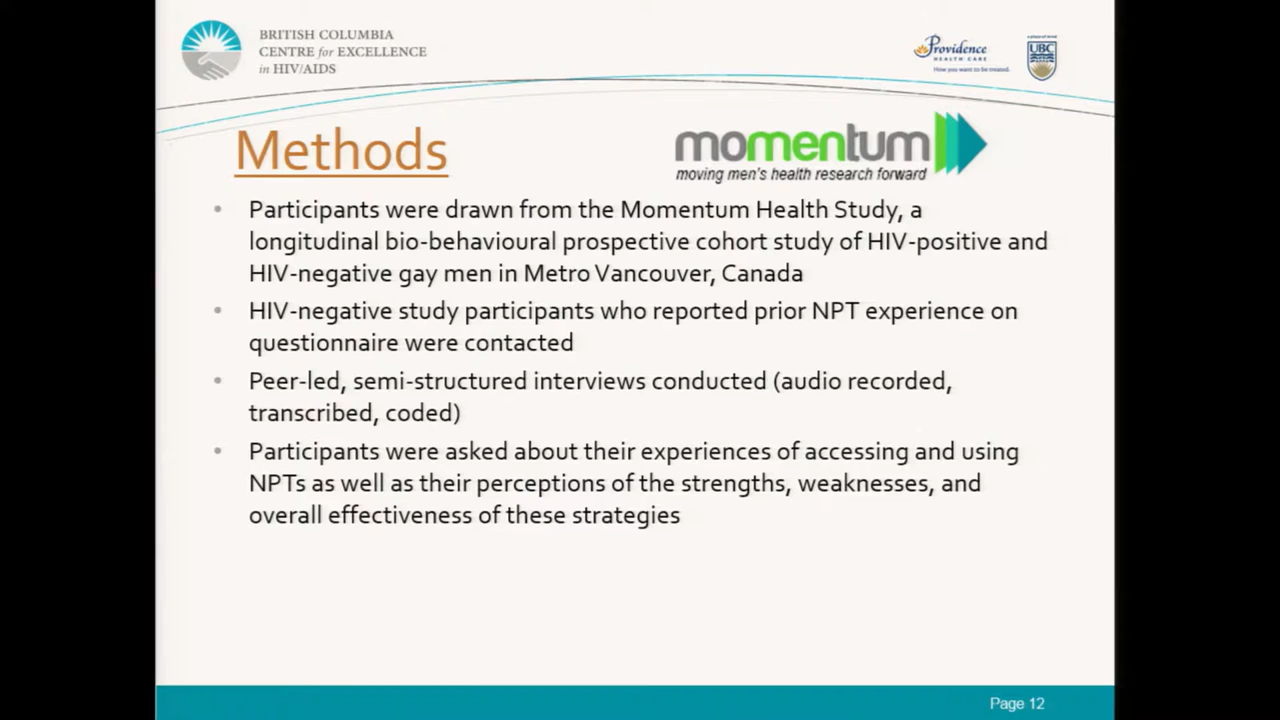 BRITISH COLUMBIA
CENTRE for EXCELLENCE
in HIV/AIDS
Providence
HEALTH CARE
How you want to be treated.
UBC
Methods
momentum
moving men's health research forward
• Participants were drawn from the Momentum Health Study, a
longitudinal bio-behavioural prospective cohort study of HIV-positive and
HIV-negative gay men in Metro Vancouver, Canada
• HIV-negative study participants who reported prior NPT experience on
questionnaire were contacted
• Peer-led, semi-structured interviews conducted (audio recorded,
transcribed, coded)
• Participants were asked about their experiences of accessing and using
NPTs as well as their perceptions of the strengths, weaknesses, and
overall effectiveness of these strategies
Page 12